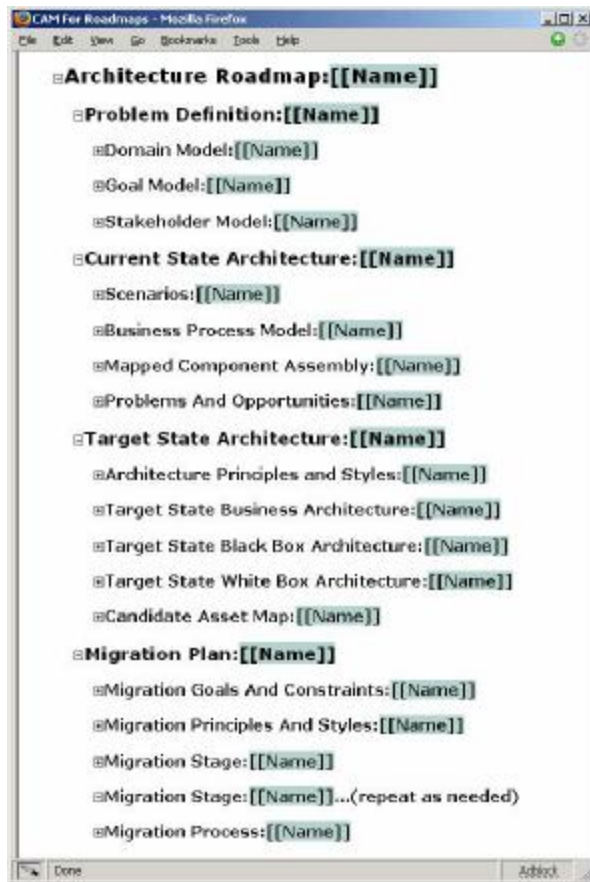 CAM For Roadmaps - Mozilla Firefox
File Edit View Go Bookmarks Tools Help
Architecture Roadmap:[[Name]]
Problem Definition:[[Name]]
Domain Model:[[Name]]
Goal Model:[[Name]]
Stakeholder Model:[[Name]]
Current State Architecture:[[Name]]
Scenarios:[[Name]]
Business Process Model:[[Name]]
Mapped Component Assembly:[[Name]]
Problems And Opportunities:[[Name]]
Target State Architecture:[[Name]]
Architecture Principles and Styles:[[Name]]
Target State Business Architecture:[[Name]]
Target State Black Box Architecture:[[Name]]
Target State White Box Architecture:[[Name]]
Candidate Asset Map:[[Name]]
Migration Plan:[[Name]]
Migration Goals And Constraints:[[Name]]
Migration Principles And Styles:[[Name]]
Migration Stage:[[Name]]
Migration Stage:[[Name]]...(repeat as needed)
Migration Process:[[Name]]
Done Adblock